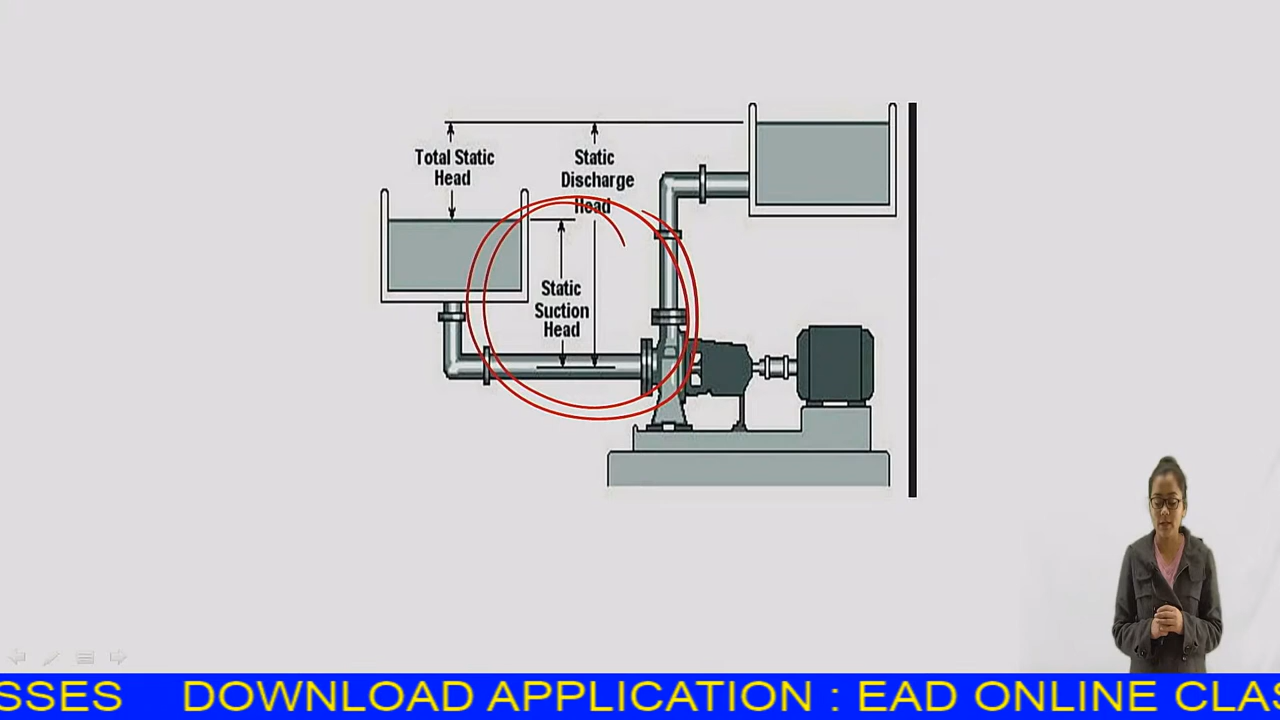 Total Static
Head
Static
Discharge
Head
Static
Suction
Head
SSES DOWNLOAD APPLICATION : EAD ONLINE CLAS